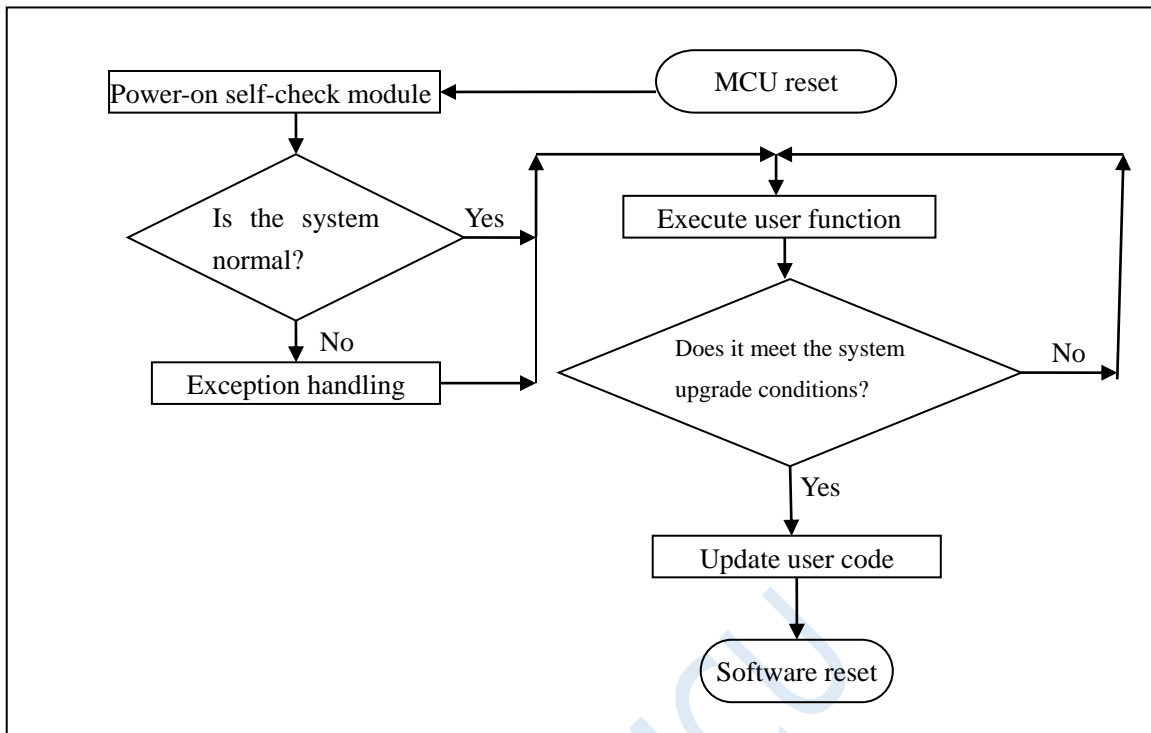 MCU reset
Power-on self-check module
Is the system
normal?
Yes
No
Exception handling
Execute user function
Does it meet the system
upgrade conditions?
No
Yes
Update user code
Software reset
MCU